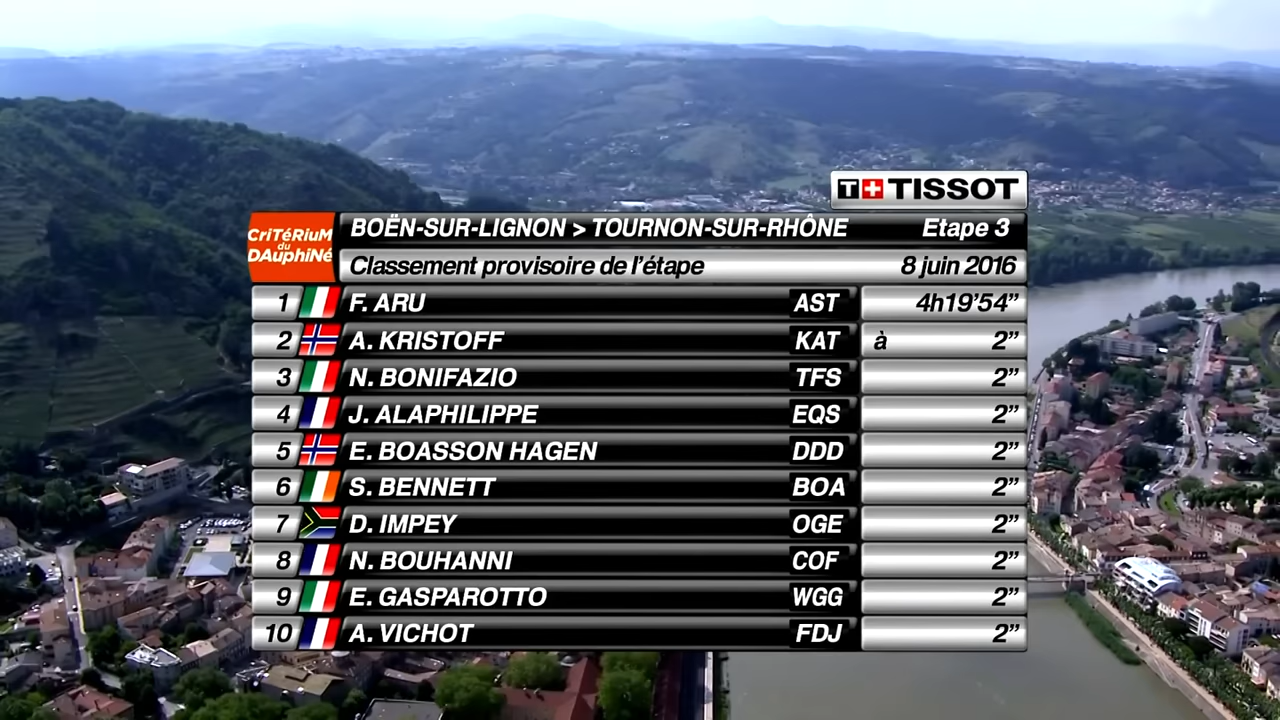 T+ TISSOT
CriTéRiuM
du
DAuphiNé
BOËN-SUR-LIGNON > TOURNON-SUR-RHÔNE Etape 3
Classement provisoire de l'étape 8 juin 2016
1 F. ARU AST 4h19'54”
2 A. KRISTOFF KAT à 2”
3 N. BONIFAZIO TFS 2”
4 J. ALAPHILIPPE EQS 2”
5 E. BOASSON HAGEN DDD 2”
6 S. BENNETT BOA 2”
7 D. IMPEY OGE 2”
8 N. BOUHANNI COF 2”
9 E. GASPAROTTO WGG 2”
10 A. VICHOT FDJ 2”